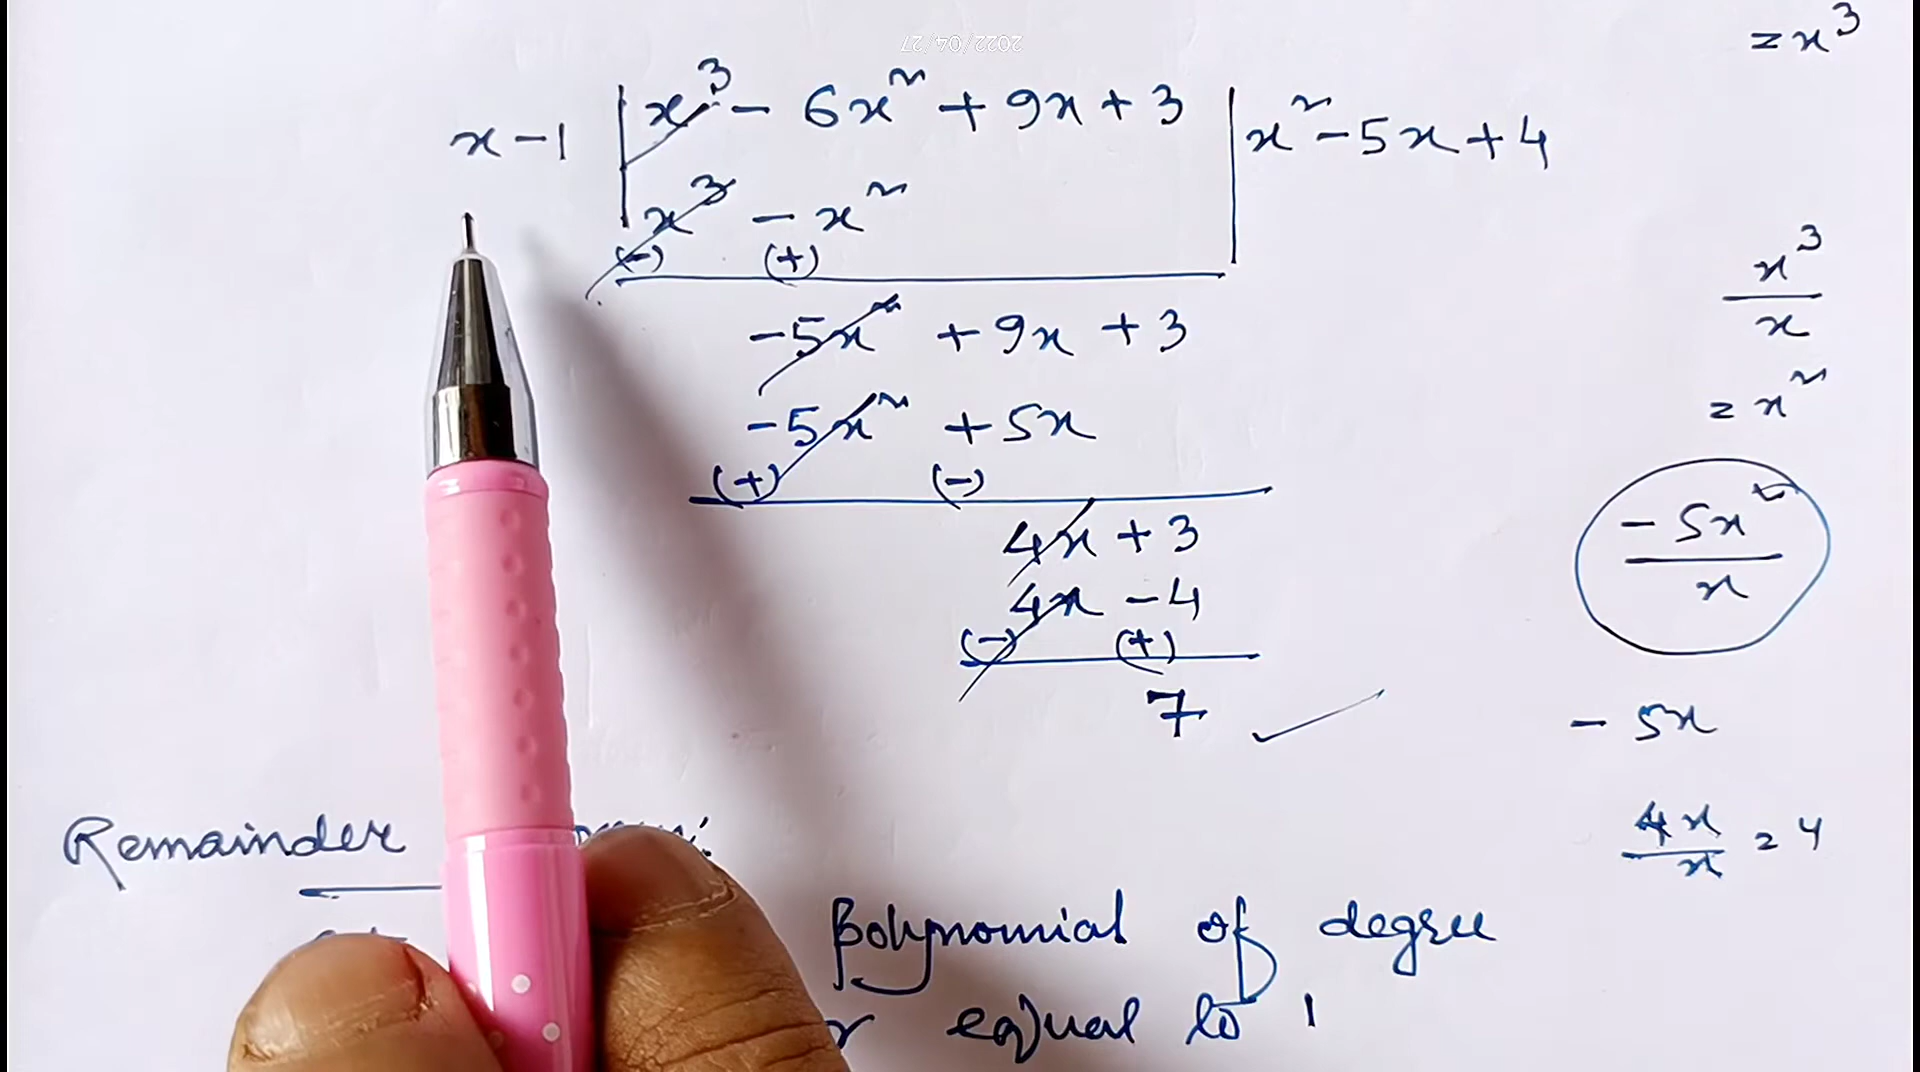 2022/04/27
= x³
x - 1 | x³ - 6x² + 9x + 3 | x² - 5x + 4
x³ - x²
(-) (+)
-5x² + 9x + 3
-5x² + 5x
(+) (-)
4x + 3
4x - 4
(-) (+)
7 ✓
x³
x
= x²
-5x²
x
- 5x
4x
x
= 4
Remainder
Polynomial of degree
equal to 1